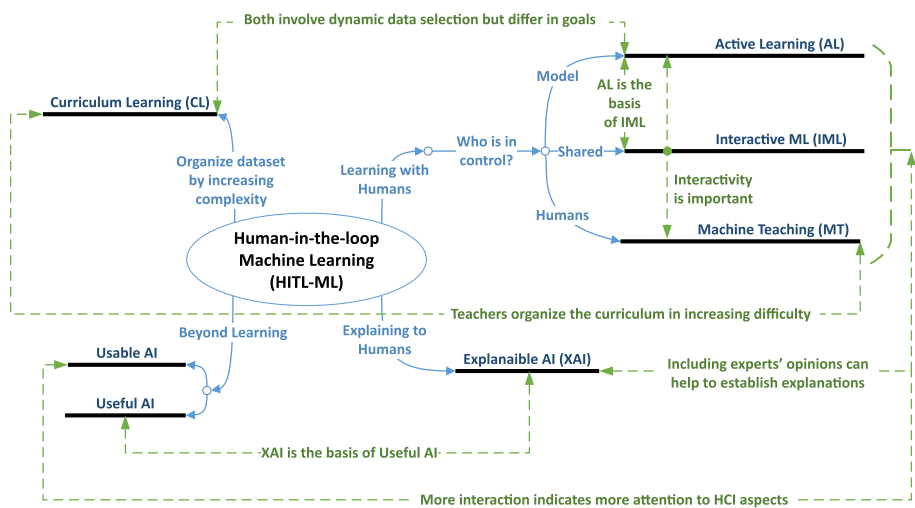 Both involve dynamic data selection but differ in goals
Active Learning (AL)
Model
AL is the
basis
of IML
Curriculum Learning (CL)
Who is in
control?
Shared
Interactive ML (IML)
Organize dataset
by increasing
complexity
Learning with
Humans
Interactivity
is important
Humans
Machine Teaching (MT)
Human-in-the-loop
Machine Learning
(HITL-ML)
Teachers organize the curriculum in increasing difficulty
Beyond Learning
Explaining to
Humans
Usable AI
Explanaible AI (XAI)
Including experts’ opinions can
help to establish explanations
Useful AI
XAI is the basis of Useful AI
More interaction indicates more attention to HCI aspects